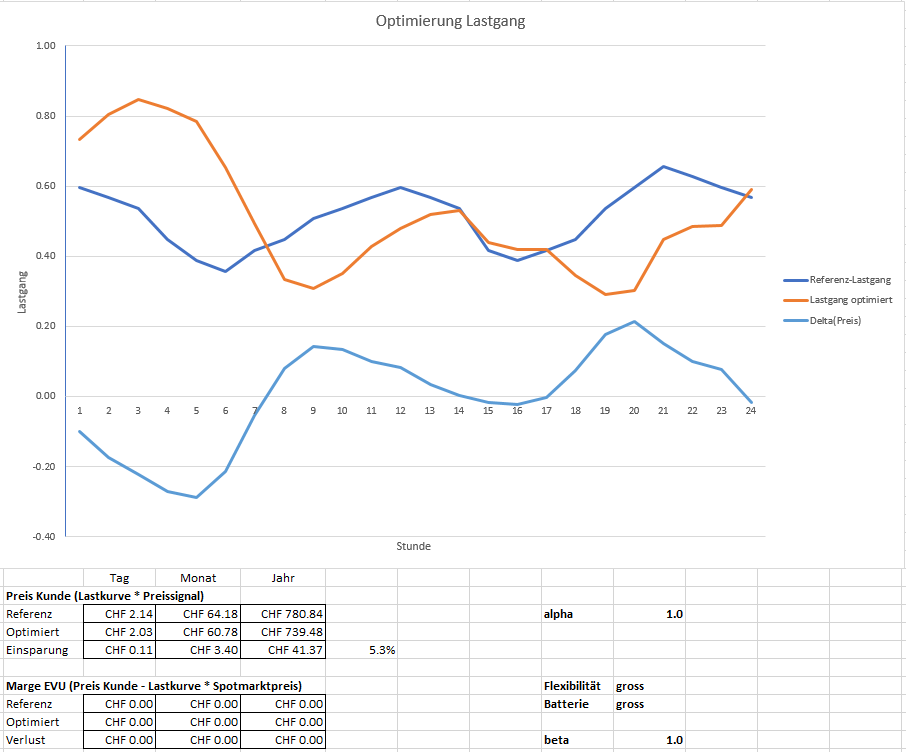 Optimierung Lastgang
1.00
0.80
0.60
0.40
0.20
0.00
-0.20
-0.40
Lastgang
1 2 3 4 5 6 7 8 9 10 11 12 13 14 15 16 17 18 19 20 21 22 23 24
Stunde
Referenz-Lastgang
Lastgang optimiert
Delta(Preis)
Tag Monat Jahr
Preis Kunde (Lastkurve * Preissignal)
Referenz CHF 2.14 CHF 64.18 CHF 780.84 alpha 1.0
Optimiert CHF 2.03 CHF 60.78 CHF 739.48
Einsparung CHF 0.11 CHF 3.40 CHF 41.37 5.3%
Marge EVU (Preis Kunde - Lastkurve * Spotmarktpreis) Flexibilität gross
Referenz CHF 0.00 CHF 0.00 CHF 0.00 Batterie gross
Optimiert CHF 0.00 CHF 0.00 CHF 0.00
Verlust CHF 0.00 CHF 0.00 CHF 0.00 beta 1.0